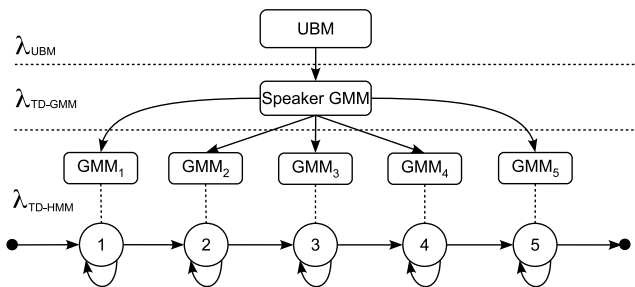 UBM
λUBM
Speaker GMM
λTD-GMM
GMM1 GMM2 GMM3 GMM4 GMM5
λTD-HMM
1 2 3 4 5